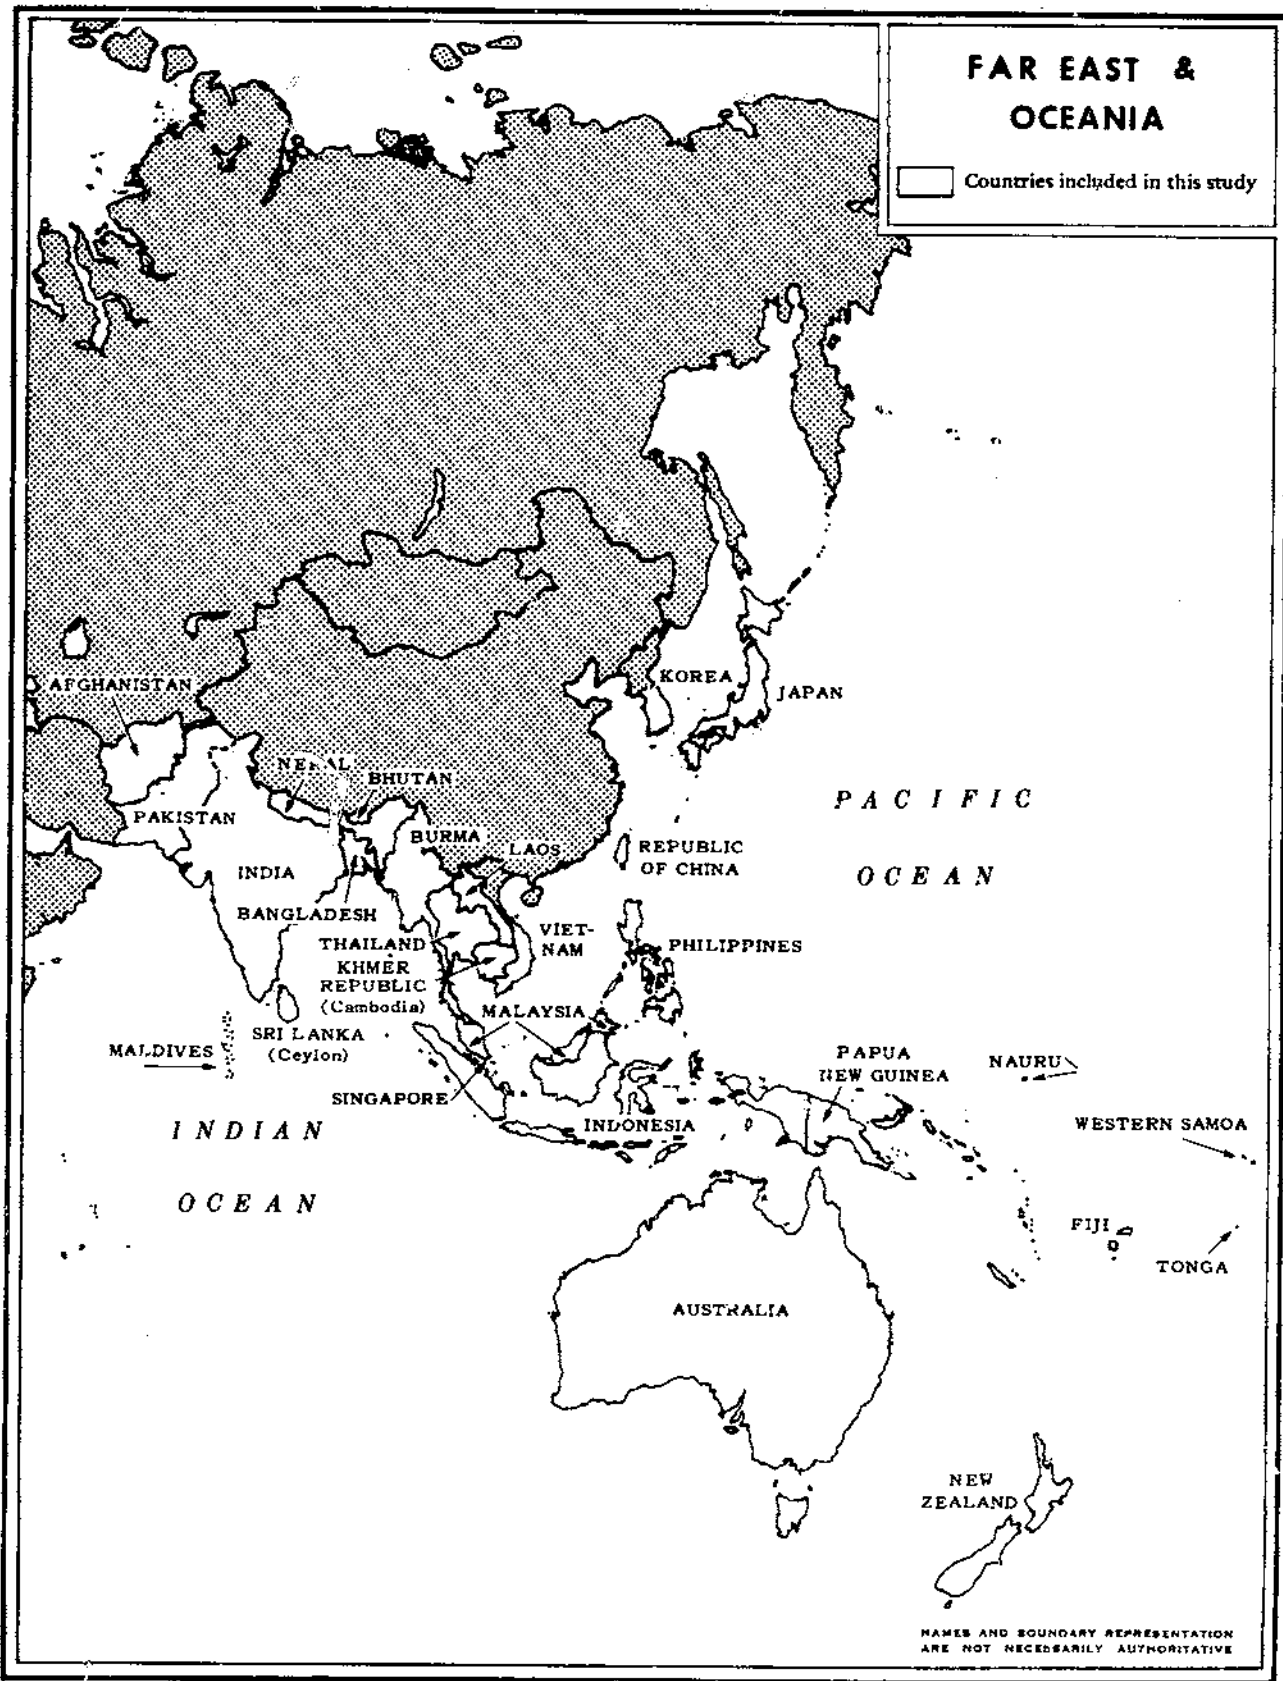 FAR EAST &
OCEANIA
Countries included in this study
AFGHANISTAN
KOREA
JAPAN
NEPAL
BHUTAN
PAKISTAN
BURMA
LAOS
INDIA
REPUBLIC
OF CHINA
PACIFIC
OCEAN
BANGLADESH
THAILAND
VIET-
NAM
PHILIPPINES
KHMER
REPUBLIC
(Cambodia)
MALAYSIA
SRI LANKA
(Ceylon)
MALDIVES
SINGAPORE
INDONESIA
PAPUA
NEW GUINEA
NAURU
WESTERN SAMOA
INDIAN
OCEAN
FIJI
TONGA
AUSTRALIA
NEW
ZEALAND
NAMES AND BOUNDARY REPRESENTATION
ARE NOT NECESSARILY AUTHORITATIVE